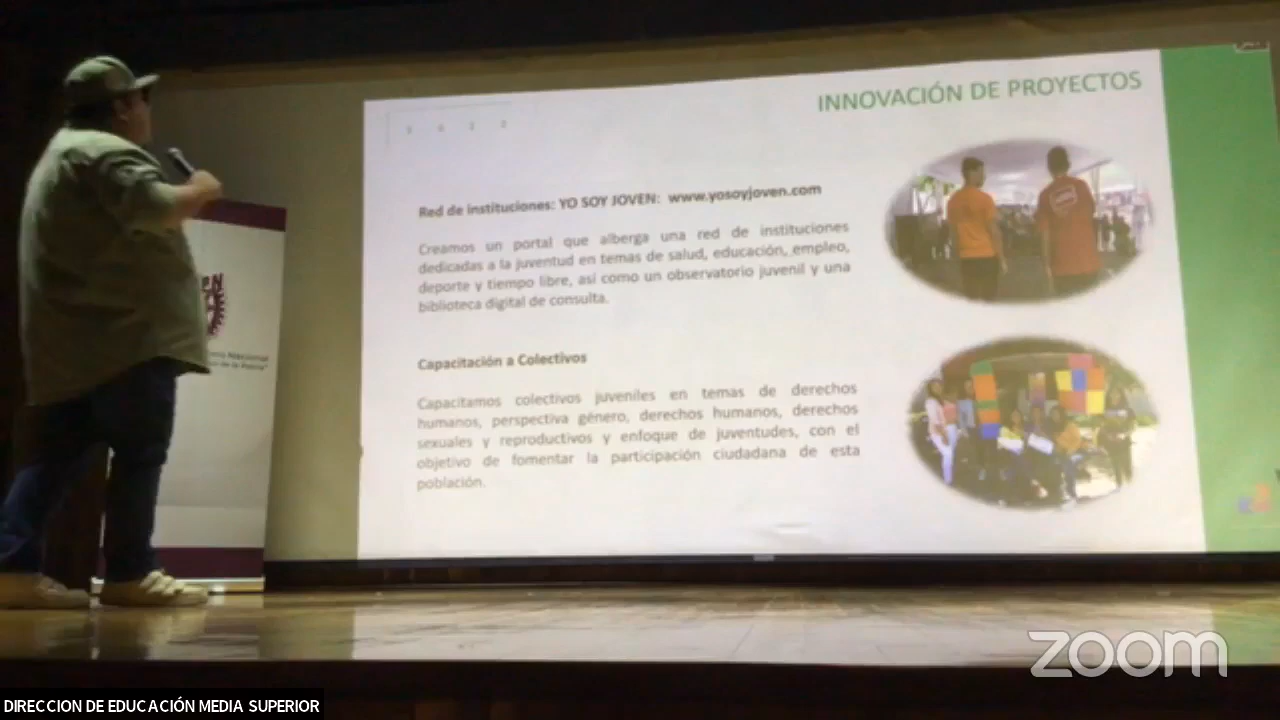 INNOVACIÓN DE PROYECTOS
Red de instituciones: YO SOY JOVEN: www.yosoyjoven.com
Creamos un portal que alberga una red de instituciones
dedicadas a la juventud en temas de salud, educación, empleo,
deporte y tiempo libre, así como un observatorio juvenil y una
biblioteca digital de consulta.
Capacitación a Colectivos
Capacitamos colectivos juveniles en temas de derechos
humanos, perspectiva género, derechos humanos, derechos
sexuales y reproductivos y enfoque de juventudes, con el
objetivo de fomentar la participación ciudadana de esta
población.
Nacional
de la Patria"
zoom
DIRECCION DE EDUCACIÓN MEDIA SUPERIOR